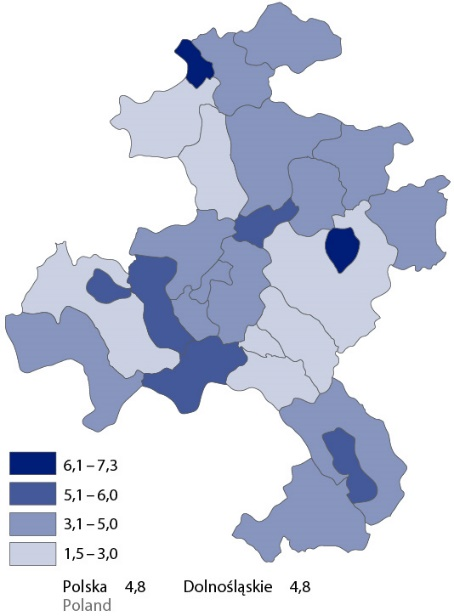 6,1 – 7,3
5,1 – 6,0
3,1 – 5,0
1,5 – 3,0
Polska 4,8 Dolnośląskie 4,8
Poland